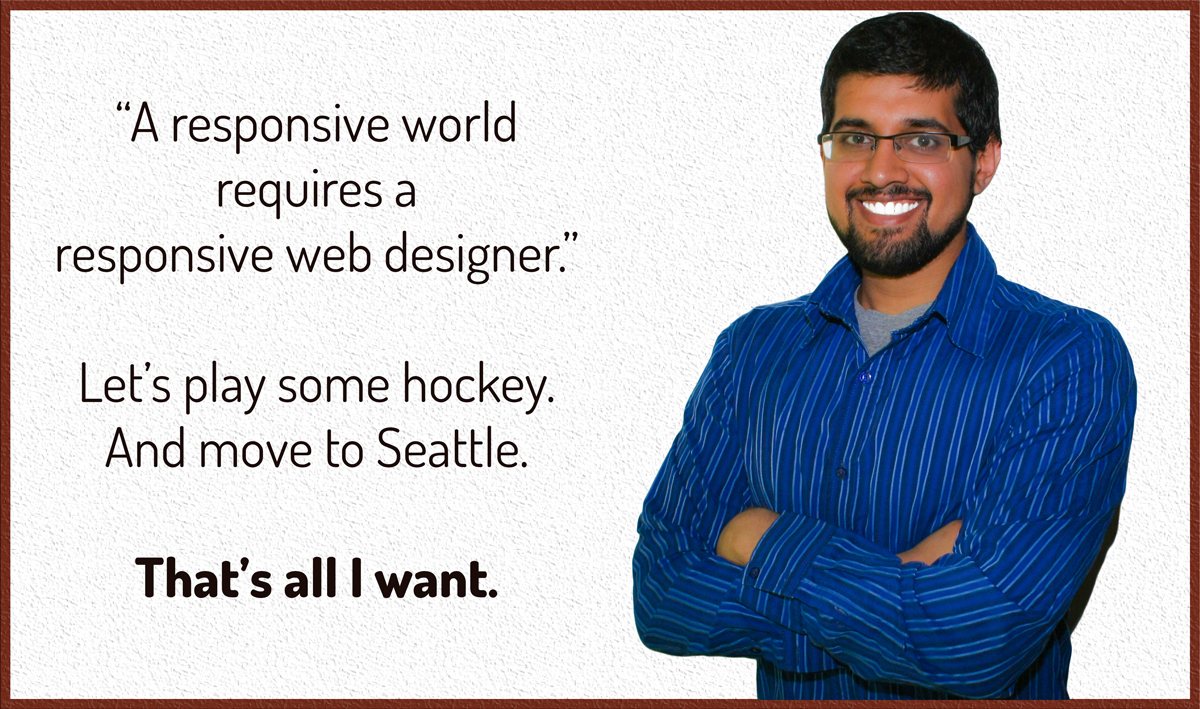 “A responsive world
requires a
responsive web designer.”
Let’s play some hockey.
And move to Seattle.
That’s all I want.